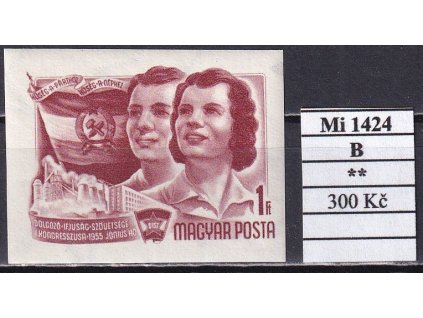 HŰSÉG·A·PÁRTHOZ
HŰSÉG·A·NÉPHEZ
1 Ft
DOLGOZÓ·IFJUSÁG·SZÖVETSÉGE
I. KONGRESSZUSA·1955 JÚNIUS HÓ
DISZ
MAGYAR POSTA
Mi 1424
B
**
300 Kč